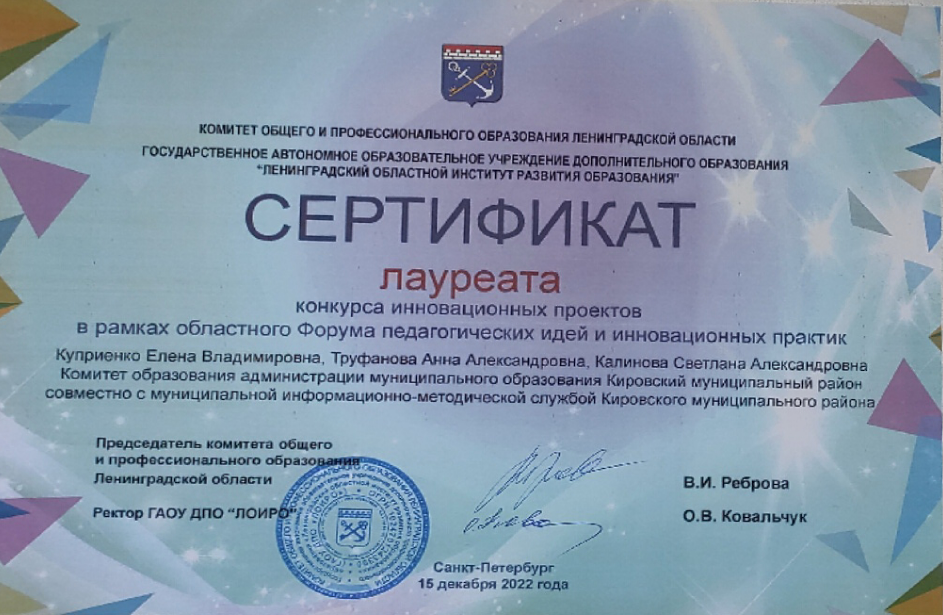 КОМИТЕТ ОБЩЕГО И ПРОФЕССИОНАЛЬНОГО ОБРАЗОВАНИЯ ЛЕНИНГРАДСКОЙ ОБЛАСТИ
ГОСУДАРСТВЕННОЕ АВТОНОМНОЕ ОБРАЗОВАТЕЛЬНОЕ УЧРЕЖДЕНИЕ ДОПОЛНИТЕЛЬНОГО ОБРАЗОВАНИЯ
"ЛЕНИНГРАДСКИЙ ОБЛАСТНОЙ ИНСТИТУТ РАЗВИТИЯ ОБРАЗОВАНИЯ"
СЕРТИФИКАТ
лауреата
конкурса инновационных проектов
в рамках областного Форума педагогических идей и инновационных практик
Куприенко Елена Владимировна, Труфанова Анна Александровна, Калинова Светлана Александровна
Комитет образования администрации муниципального образования Кировский муниципальный район
совместно с муниципальной информационно-методической службой Кировского муниципального района
Председатель комитета общего
и профессионального образования
Ленинградской области
В.И. Реброва
Ректор ГАОУ ДПО "ЛОИРО"
О.В. Ковальчук
Санкт-Петербург
15 декабря 2022 года